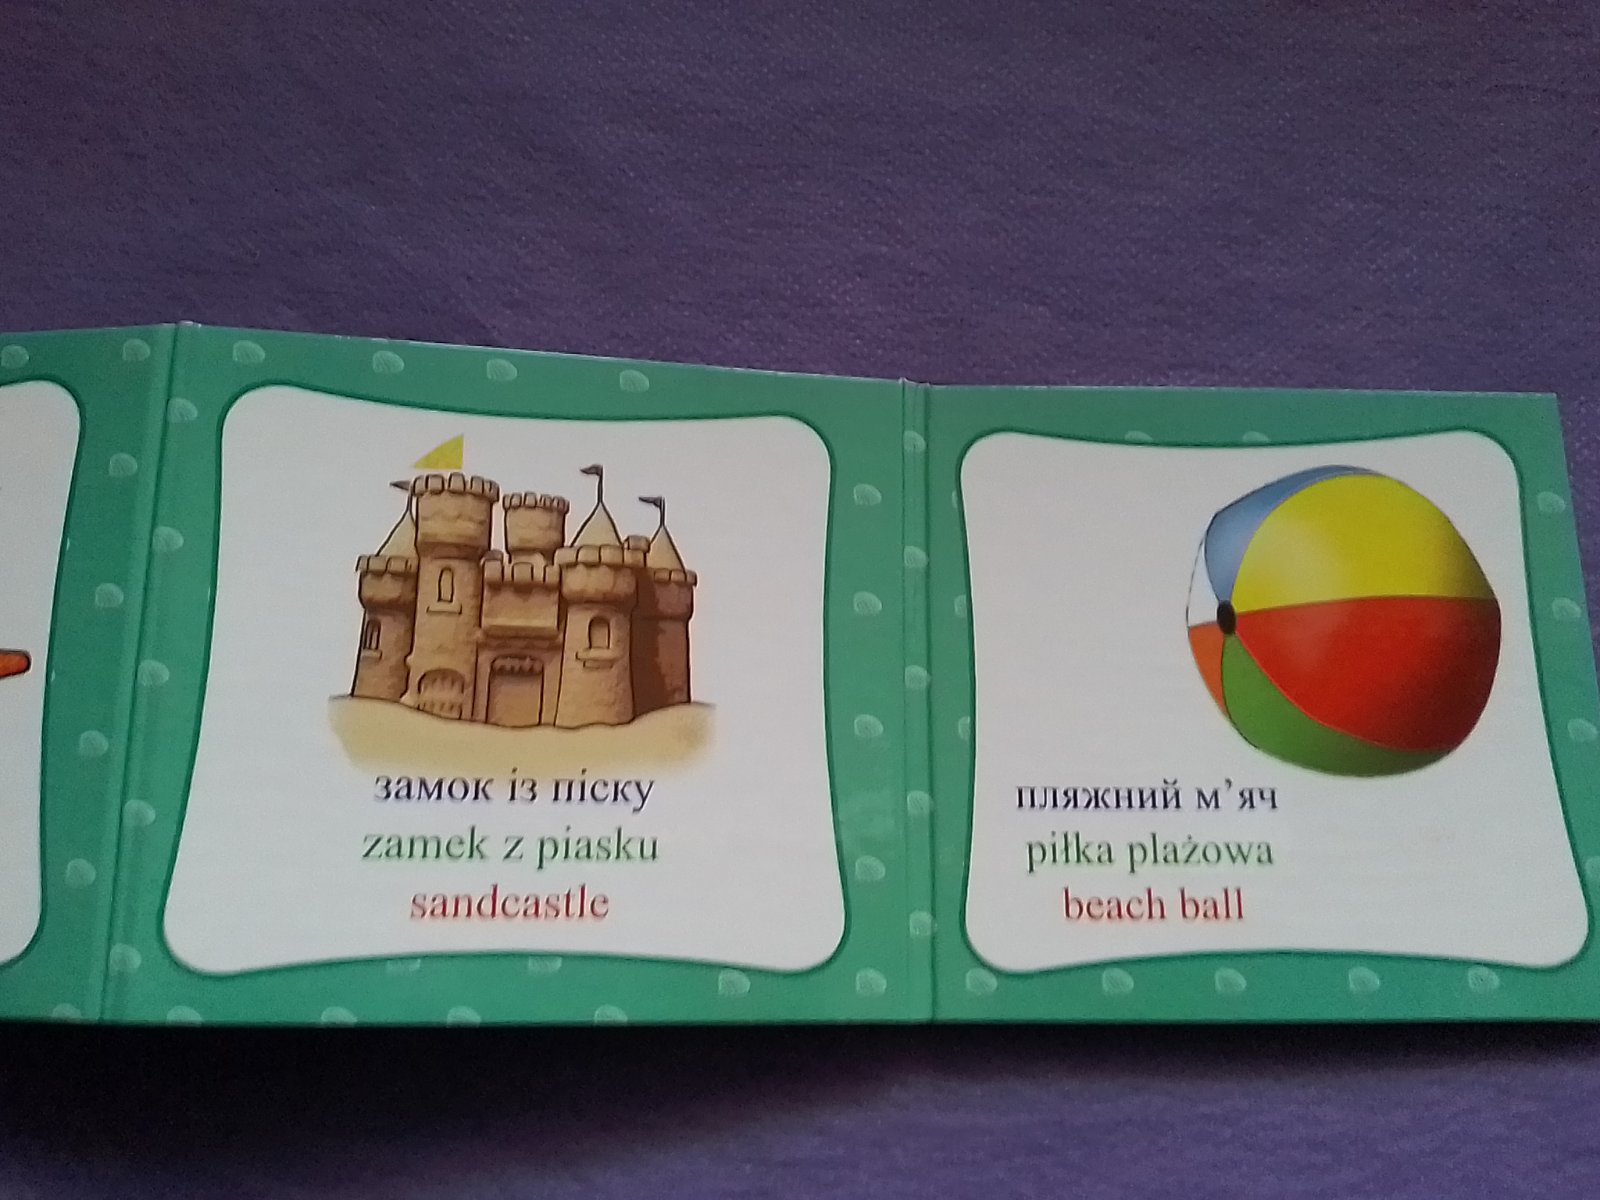 замок із піску
zamek z piasku
sandcastle
пляжний м’яч
piłka plażowa
beach ball